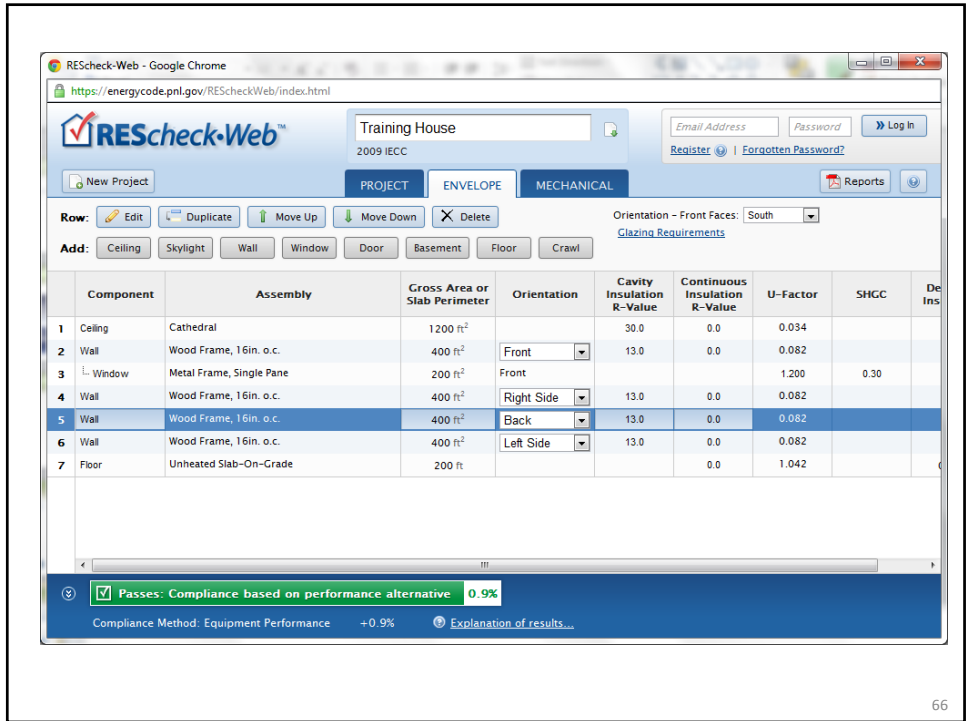 REScheck-Web - Google Chrome
https://energycode.pnl.gov/REScheckWeb/index.html
REScheck•Web™
Training House
2009 IECC
Email Address
Password
Log In
Register | Forgotten Password?
New Project
PROJECT
ENVELOPE
MECHANICAL
Reports
Row: Edit Duplicate Move Up Move Down Delete
Orientation - Front Faces: South
Glazing Requirements
Add: Ceiling Skylight Wall Window Door Basement Floor Crawl
Component Assembly Gross Area or Slab Perimeter Orientation Cavity Insulation R-Value Continuous Insulation R-Value U-Factor SHGC De Ins
1 Ceiling Cathedral 1200 ft² 30.0 0.0 0.034
2 Wall Wood Frame, 16in. o.c. 400 ft² Front 13.0 0.0 0.082
3 Window Metal Frame, Single Pane 200 ft² Front 1.200 0.30
4 Wall Wood Frame, 16in. o.c. 400 ft² Right Side 13.0 0.0 0.082
5 Wall Wood Frame, 16in. o.c. 400 ft² Back 13.0 0.0 0.082
6 Wall Wood Frame, 16in. o.c. 400 ft² Left Side 13.0 0.0 0.082
7 Floor Unheated Slab-On-Grade 200 ft 0.0 1.042
Passes: Compliance based on performance alternative 0.9%
Compliance Method: Equipment Performance +0.9% Explanation of results...
66